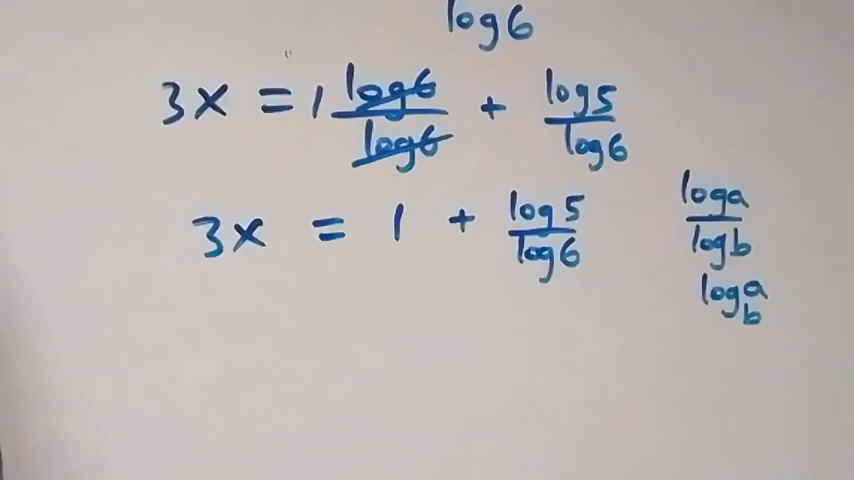 log6
3x = 1 log6/log6 + log5/log6
3x = 1 + log5/log6
loga/logb
log_b a